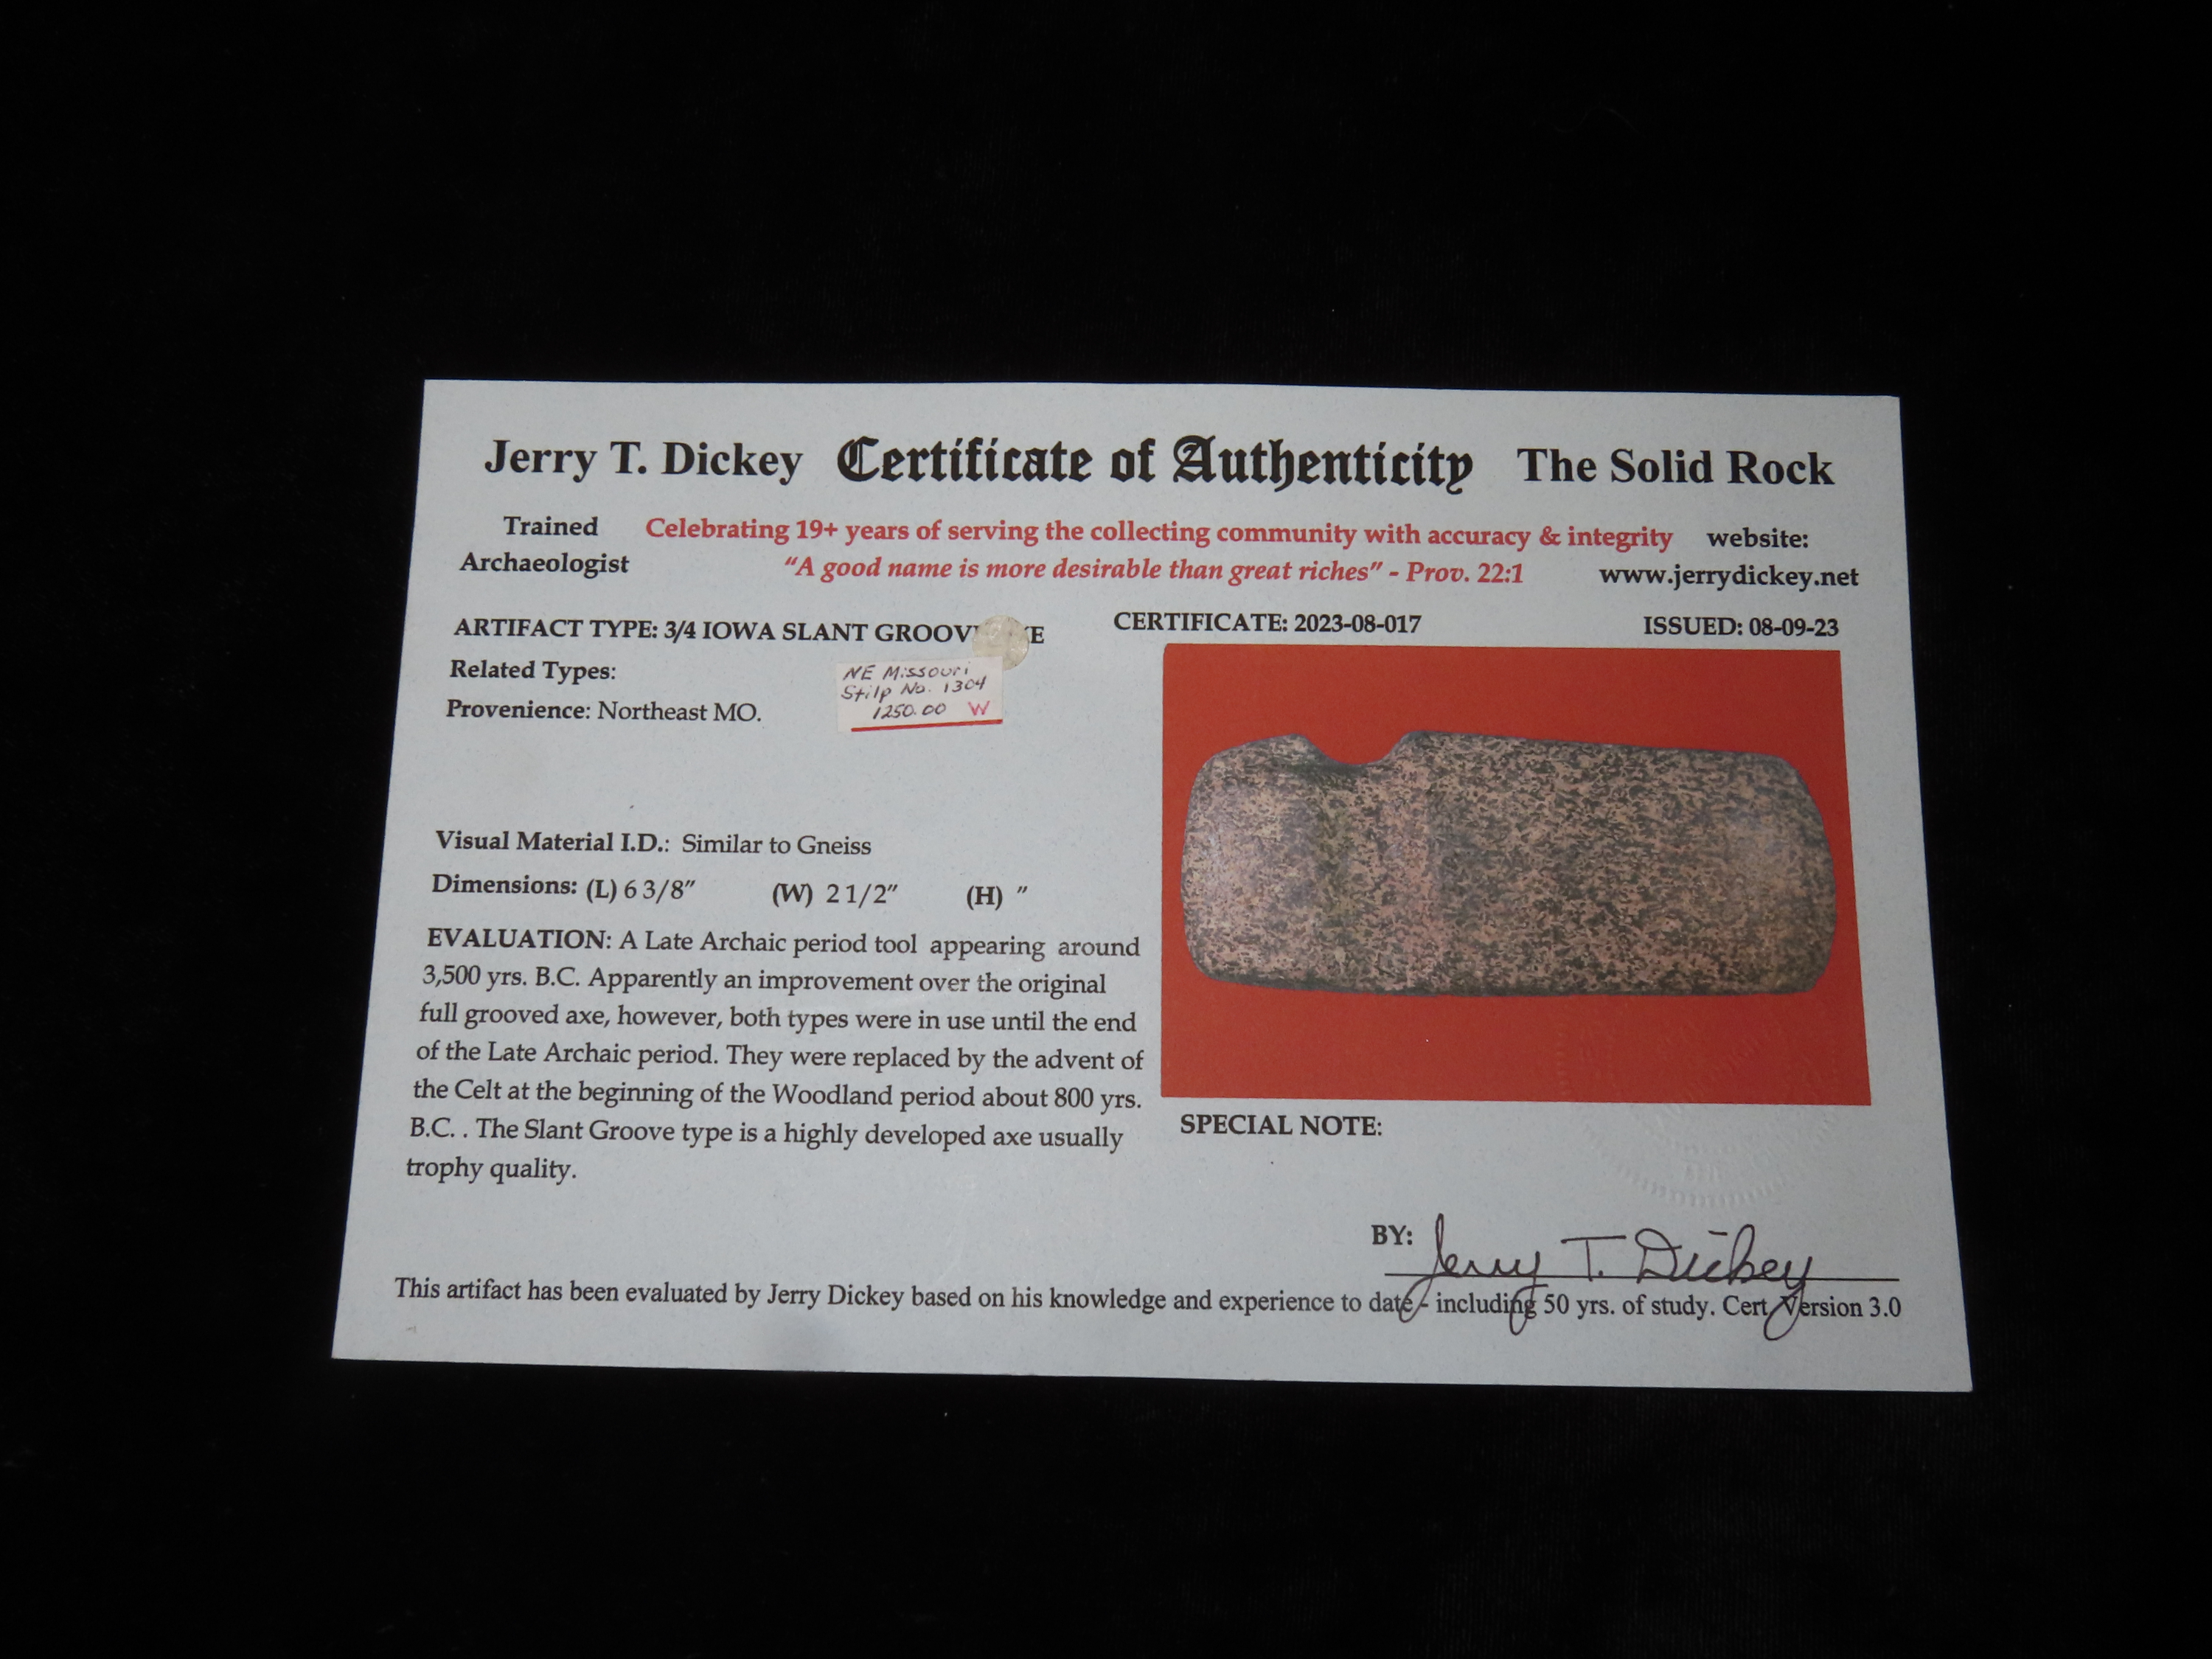 Jerry T. Dickey Certificate of Authenticity The Solid Rock
Trained Archaeologist
Celebrating 19+ years of serving the collecting community with accuracy & integrity
"A good name is more desirable than great riches" - Prov. 22:1
website:
www.jerrydickey.net
ARTIFACT TYPE: 3/4 IOWA SLANT
CERTIFICATE: 2023-08-017
ISSUED: 08-09-23
Related Types:
Provenience: Northeast MO.
NE Missouri
Stilp No. 1304
1250.00 W
Visual Material I.D.: Similar to Gneiss
Dimensions: (L) 6 3/8" (W) 2 1/2" (H) "
EVALUATION: A Late Archaic period tool appearing around
3,500 yrs. B.C. Apparently an improvement over the original
full grooved axe, however, both types were in use until the end
of the Late Archaic period. They were replaced by the advent of
the Celt at the beginning of the Woodland period about 800 yrs.
B.C. . The Slant Groove type is a highly developed axe usually
trophy quality.
SPECIAL NOTE:
BY: Jerry T. Dickey
This artifact has been evaluated by Jerry Dickey based on his knowledge and experience to date - including 50 yrs. of study. Cert Version 3.0